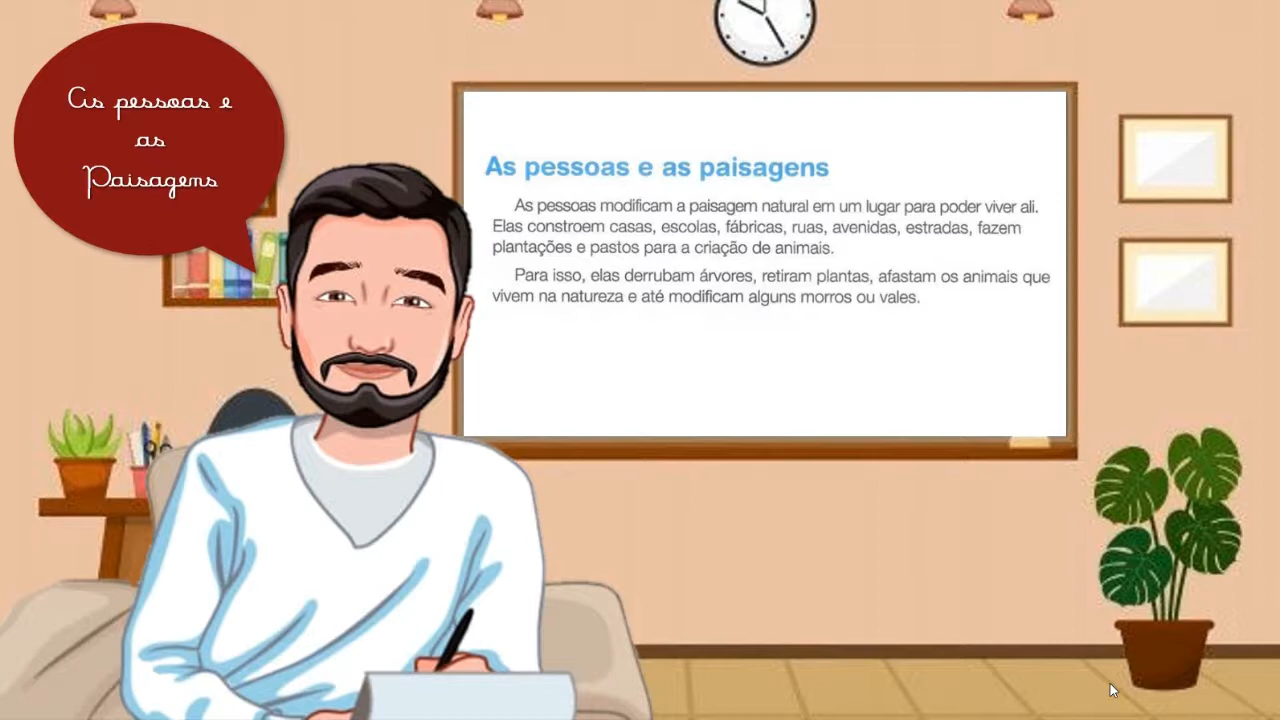 As pessoas e
as
Paisagens
As pessoas e as paisagens
As pessoas modificam a paisagem natural em um lugar para poder viver ali.
Elas constroem casas, escolas, fábricas, ruas, avenidas, estradas, fazem
plantações e pastos para a criação de animais.
Para isso, elas derrubam árvores, retiram plantas, afastam os animais que
vivem na natureza e até modificam alguns morros ou vales.